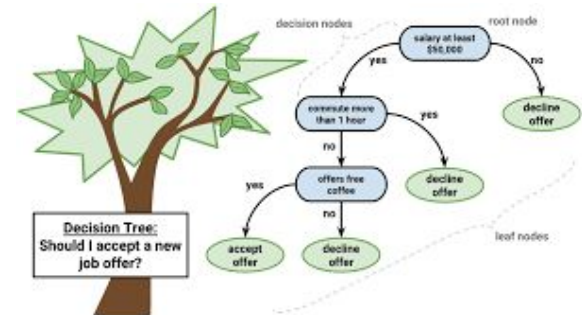 decision nodes
root node
salary at least
$50,000
yes
no
commute more
than 1 hour
decline
offer
yes
no
offers free
coffee
decline
offer
yes
no
leaf nodes
accept
offer
decline
offer
Decision Tree:
Should I accept a new
job offer?